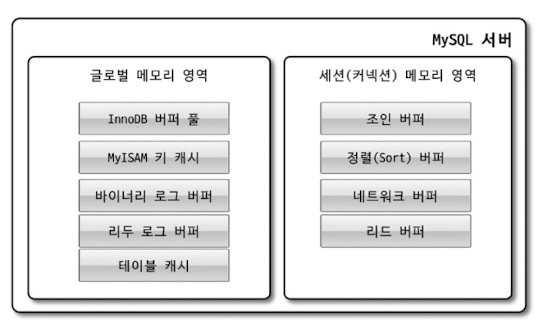 MySQL 서버
글로벌 메모리 영역
InnoDB 버퍼 풀
MyISAM 키 캐시
바이너리 로그 버퍼
리두 로그 버퍼
테이블 캐시
세션(커넥션) 메모리 영역
조인 버퍼
정렬(Sort) 버퍼
네트워크 버퍼
리드 버퍼